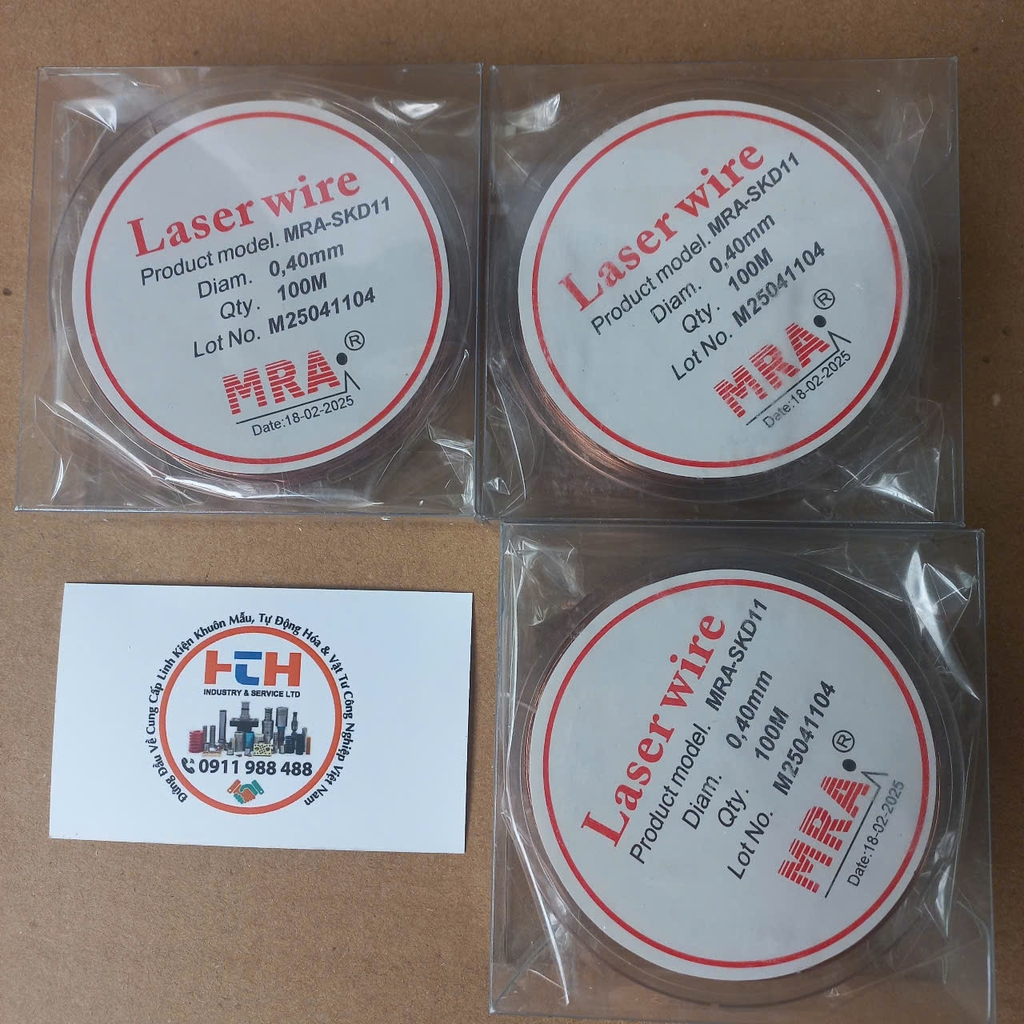 Laser wire
Product model. MRA-SKD11
Diam. 0,40mm
Qty. 100M
Lot No. M25041104
MRA ®
Date:18-02-2025
Laser wire
Product model. MRA-SKD11
Diam. 0,40mm
Qty. 100M
Lot No. M25041104
MRA ®
Date:18-02-2025
Đứng Đầu Về Cung Cấp Linh Kiện Khuôn Mẫu, Tự Động Hóa & Vật Tư Công Nghiệp Việt Nam
HTH
INDUSTRY & SERVICE LTD
0911 988 488
Laser wire
Product model. MRA-SKD11
Diam. 0,40mm
Qty. 100M
Lot No. M25041104
MRA ®
Date:18-02-2025